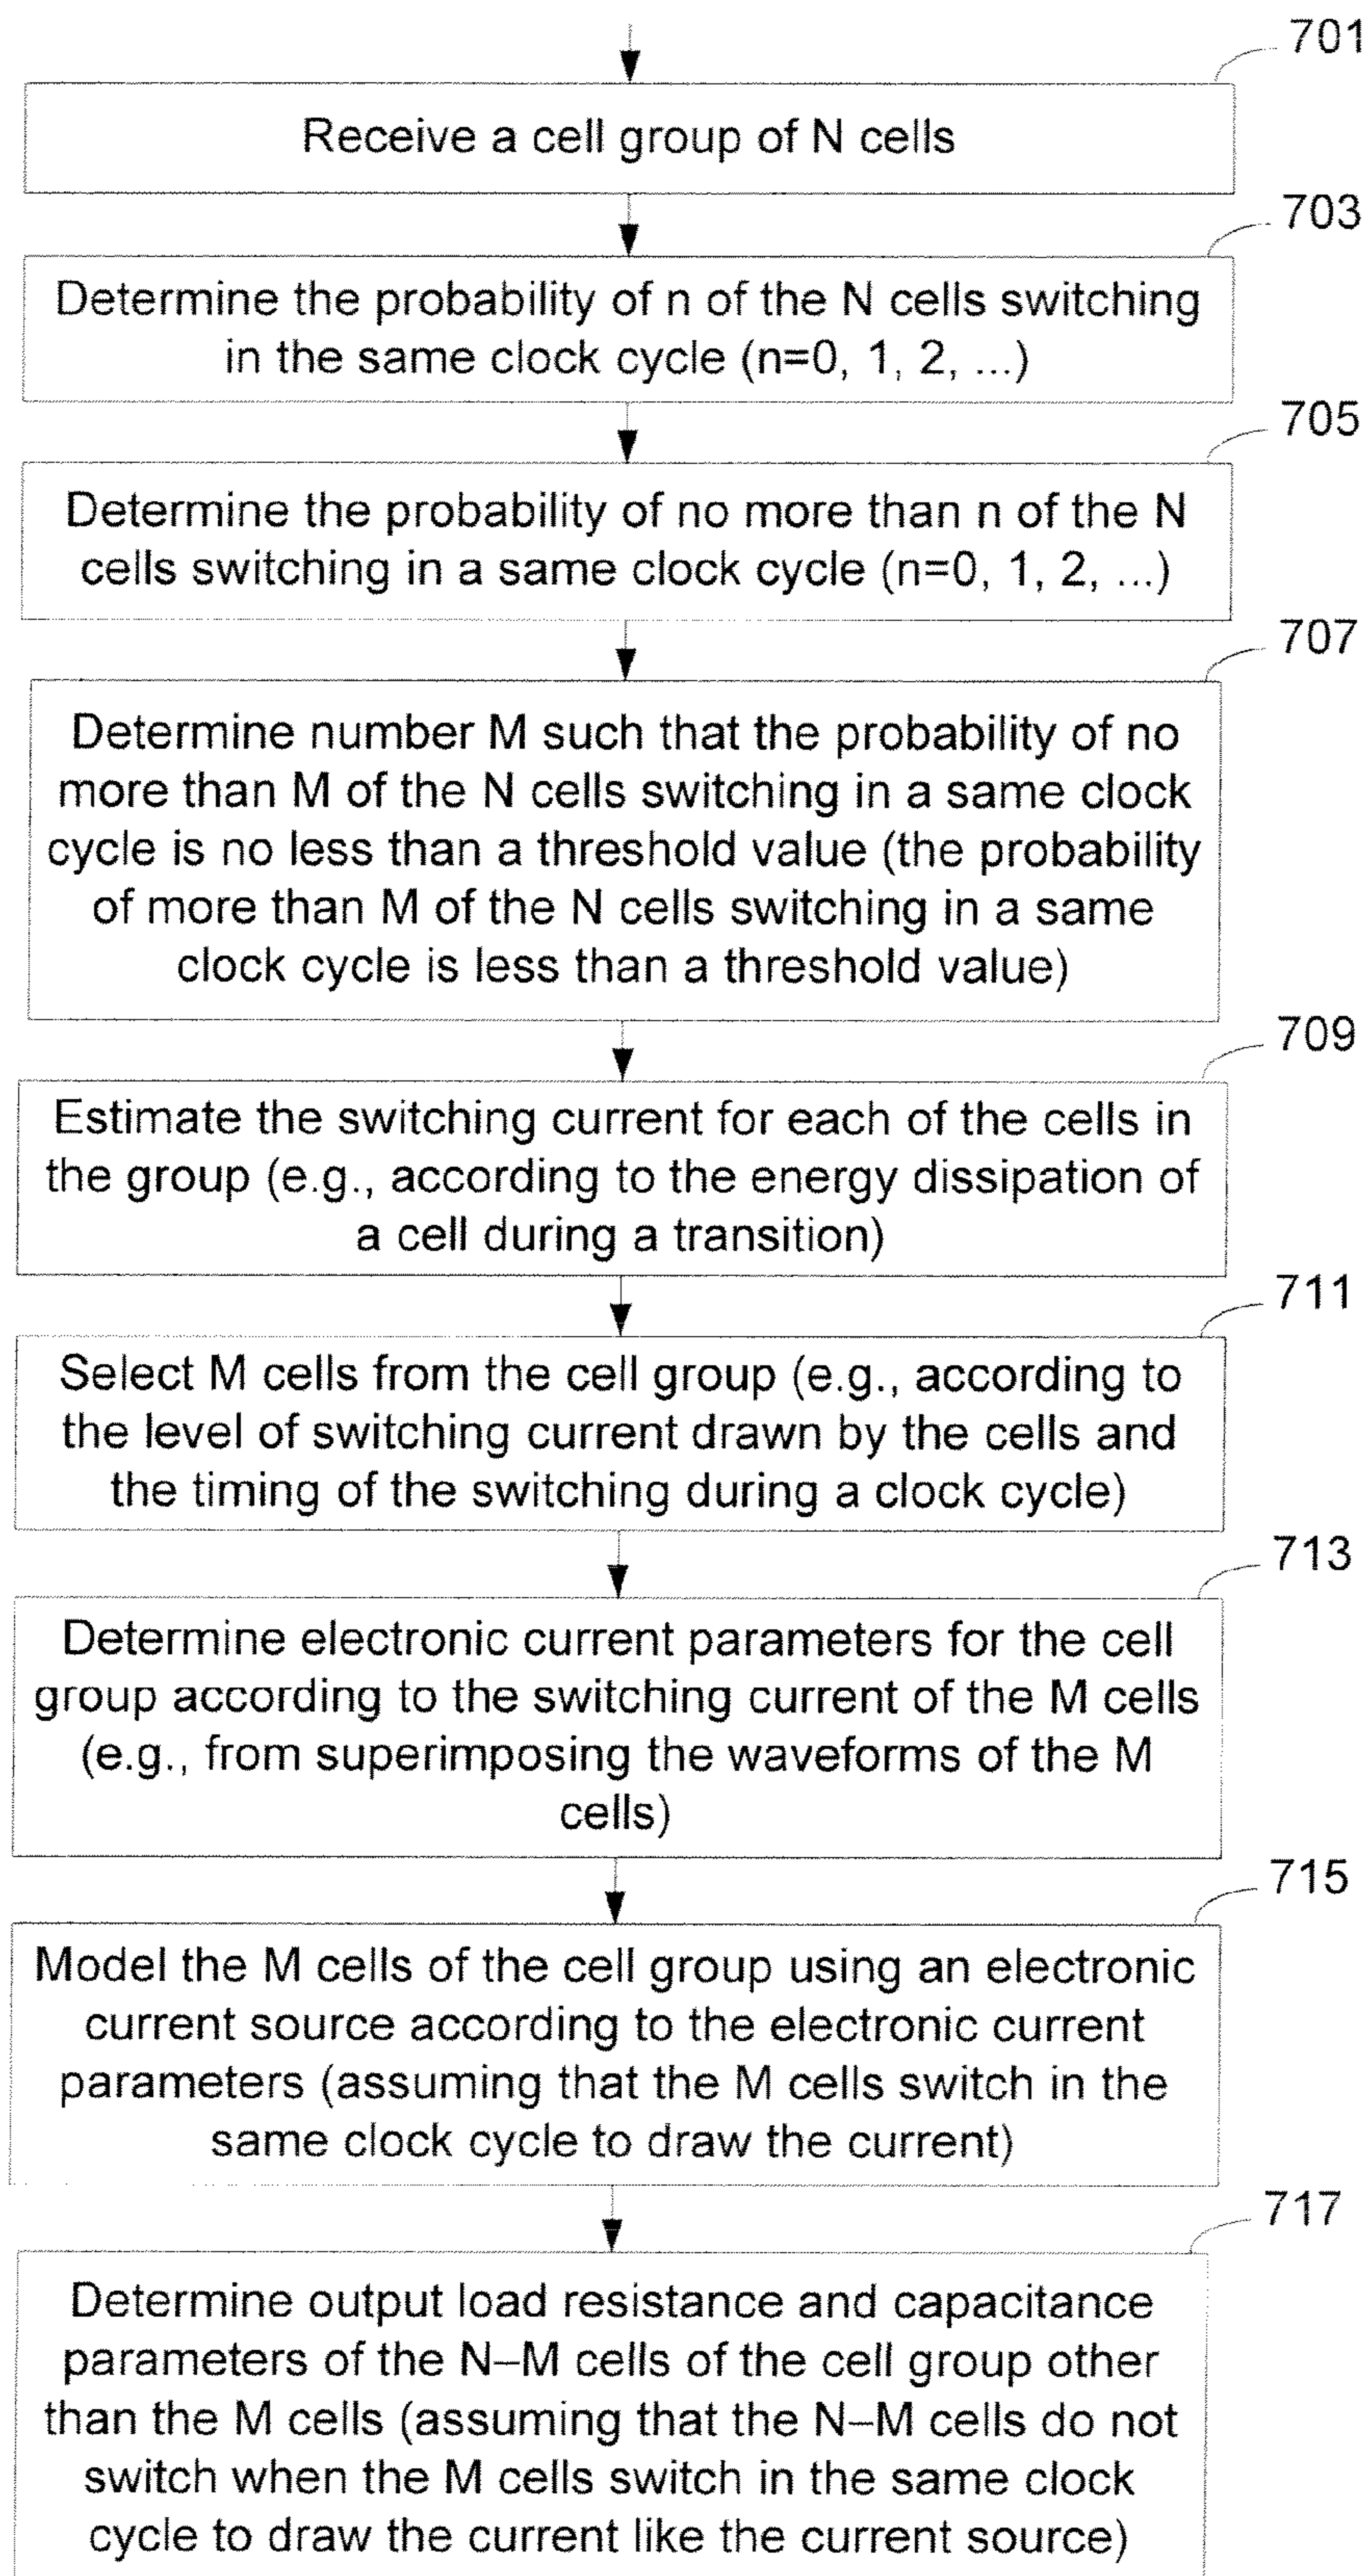 701
Receive a cell group of N cells
703
Determine the probability of n of the N cells switching
in the same clock cycle (n=0, 1, 2, ...)
705
Determine the probability of no more than n of the N
cells switching in a same clock cycle (n=0, 1, 2, ...)
707
Determine number M such that the probability of no
more than M of the N cells switching in a same clock
cycle is no less than a threshold value (the probability
of more than M of the N cells switching in a same
clock cycle is less than a threshold value)
709
Estimate the switching current for each of the cells in
the group (e.g., according to the energy dissipation of
a cell during a transition)
711
Select M cells from the cell group (e.g., according to
the level of switching current drawn by the cells and
the timing of the switching during a clock cycle)
713
Determine electronic current parameters for the cell
group according to the switching current of the M cells
(e.g., from superimposing the waveforms of the M
cells)
715
Model the M cells of the cell group using an electronic
current source according to the electronic current
parameters (assuming that the M cells switch in the
same clock cycle to draw the current)
717
Determine output load resistance and capacitance
parameters of the N–M cells of the cell group other
than the M cells (assuming that the N–M cells do not
switch when the M cells switch in the same clock
cycle to draw the current like the current source)